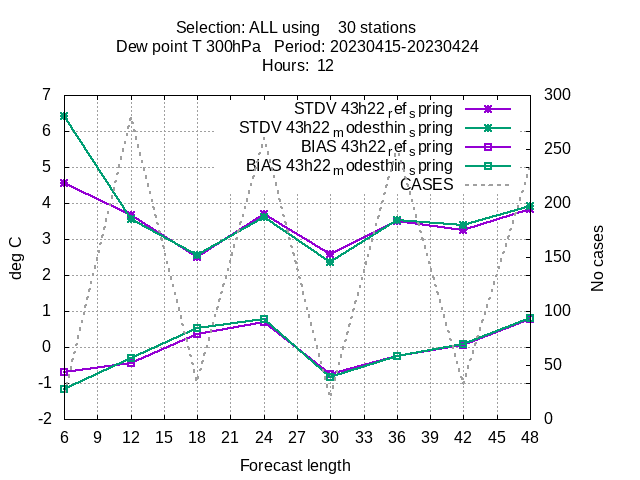 Selection: ALL using 30 stations
Dew point T 300hPa Period: 20230415-20230424
Hours: 12
7 300
STDV 43h22_ref_spring
STDV 43h22_modesthin_spring
BIAS 43h22_ref_spring
BIAS 43h22_modesthin_spring
CASES
6
250
5
4 200
3
150
2
1 100
0
50
-1
-2 0
deg C
No cases
6 9 12 15 18 21 24 27 30 33 36 39 42 45 48
Forecast length